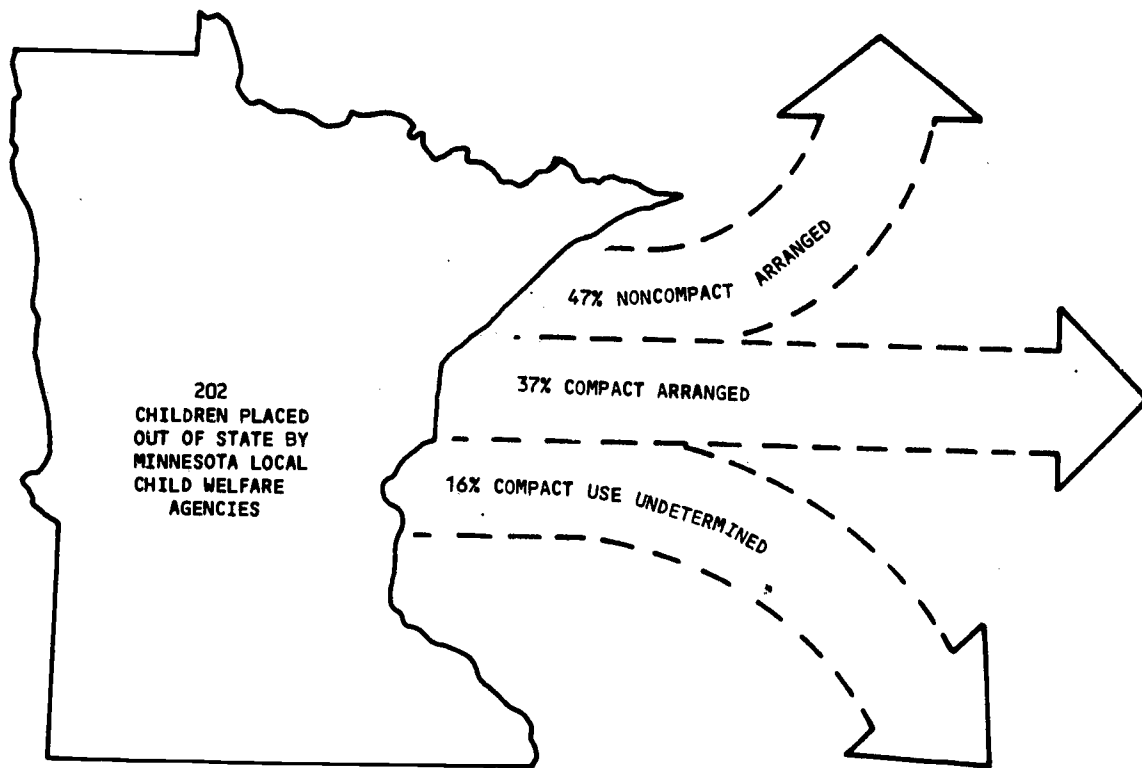 47% NONCOMPACT ARRANGED
37% COMPACT ARRANGED
202
CHILDREN PLACED
OUT OF STATE BY
MINNESOTA LOCAL
CHILD WELFARE
AGENCIES
16% COMPACT USE UNDETERMINED